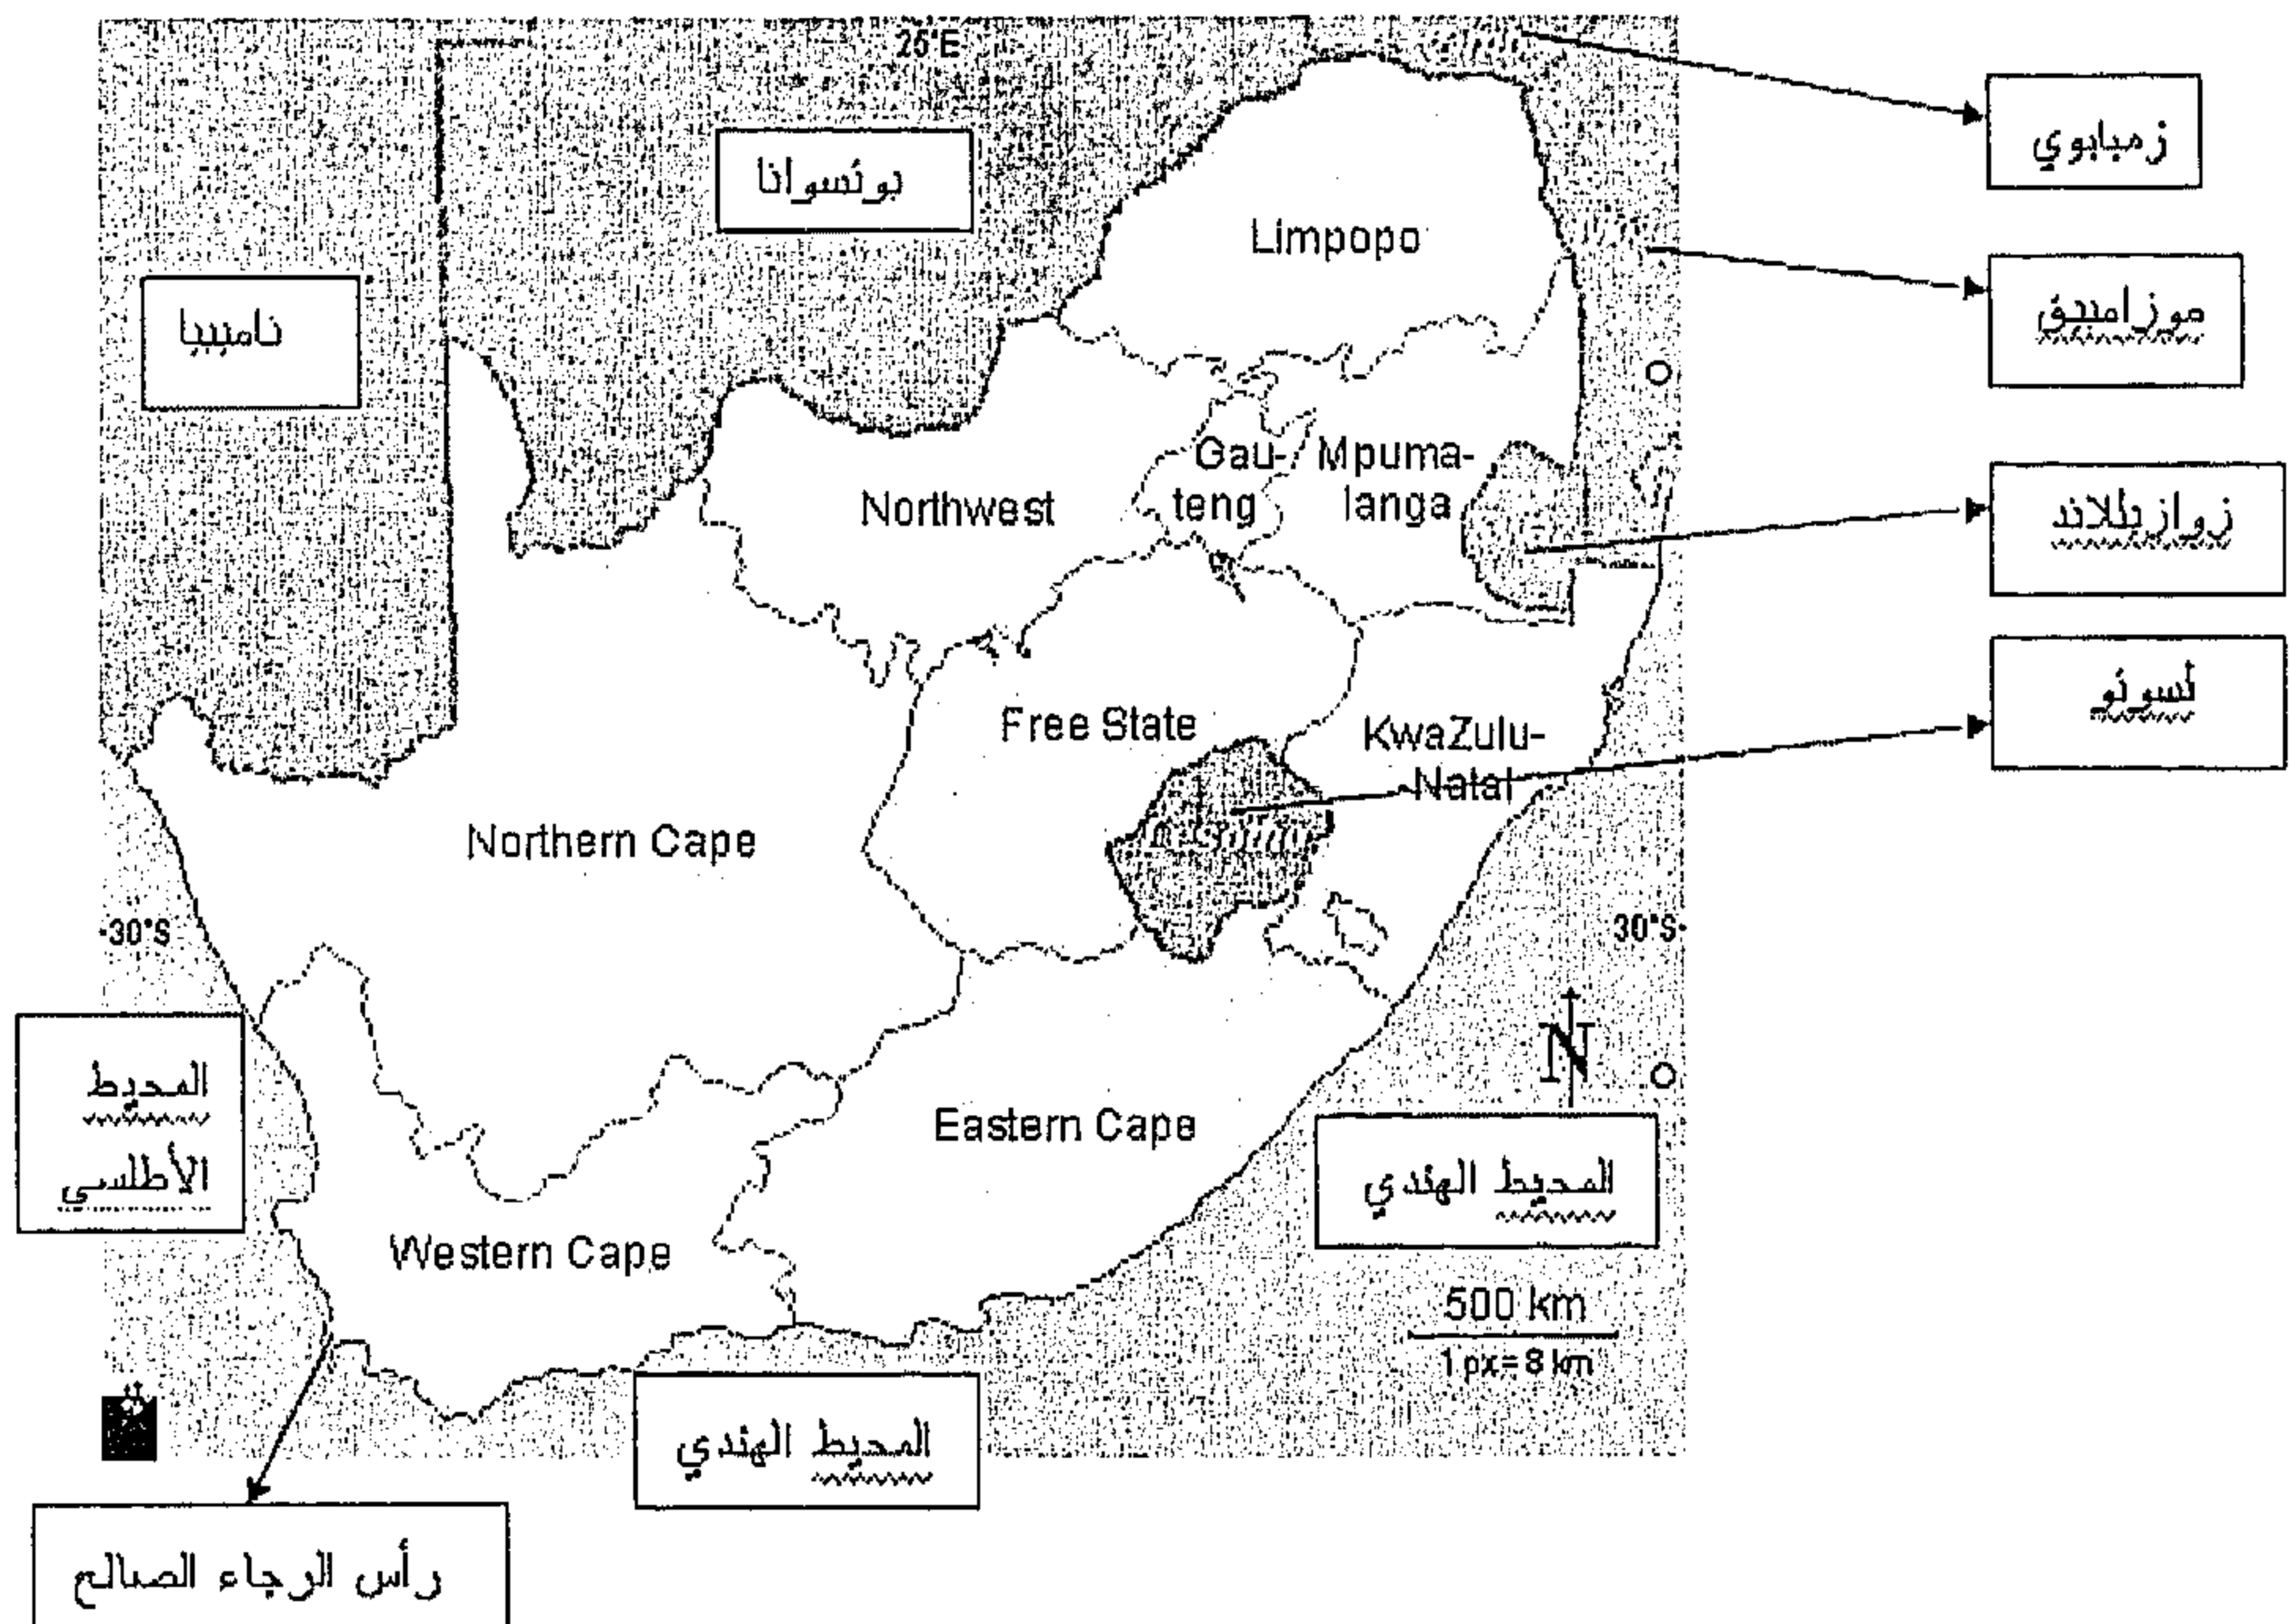 25°E
زمبابوي
بوتسوانا
Limpopo
موزامبيق
نامبيبا
Gau-
teng
Mpuma-
langa
Northwest
زوازيلاند
لسوتو
Free State
KwaZulu-
Natal
Northern Cape
30°S
30°S
N
المحيط
الأطلسي
Eastern Cape
المحيط الهندي
Western Cape
500 km
1 px = 8 km
المحيط الهندي
رأس الرجاء الصالح